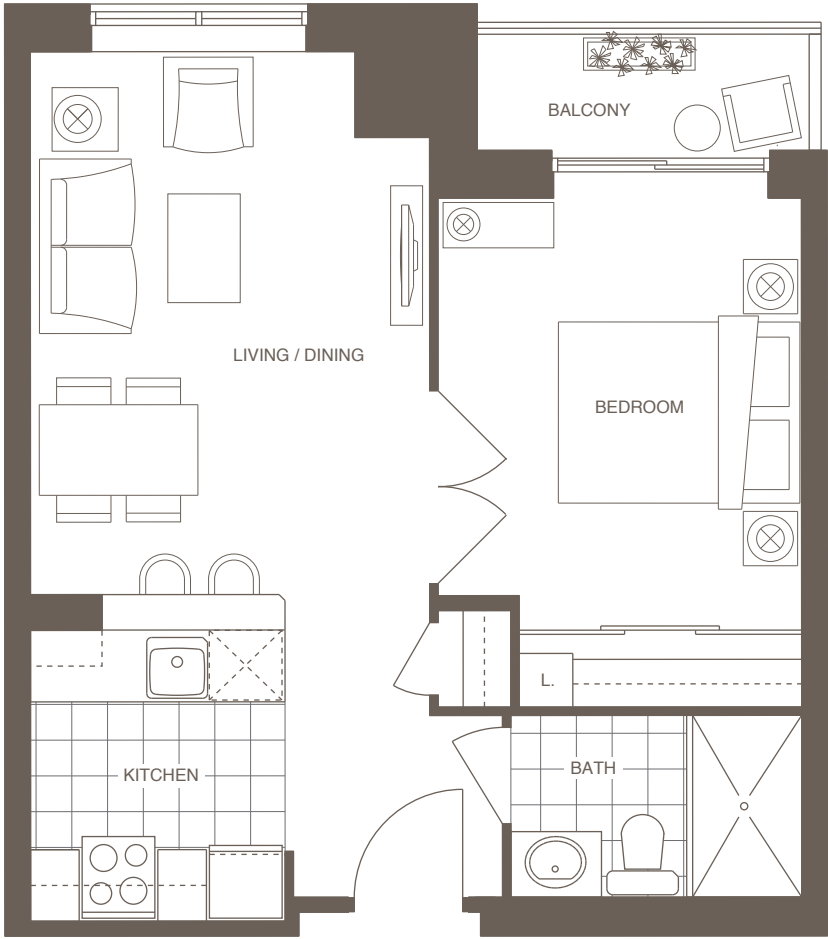 BALCONY
LIVING / DINING
BEDROOM
L.
KITCHEN
BATH